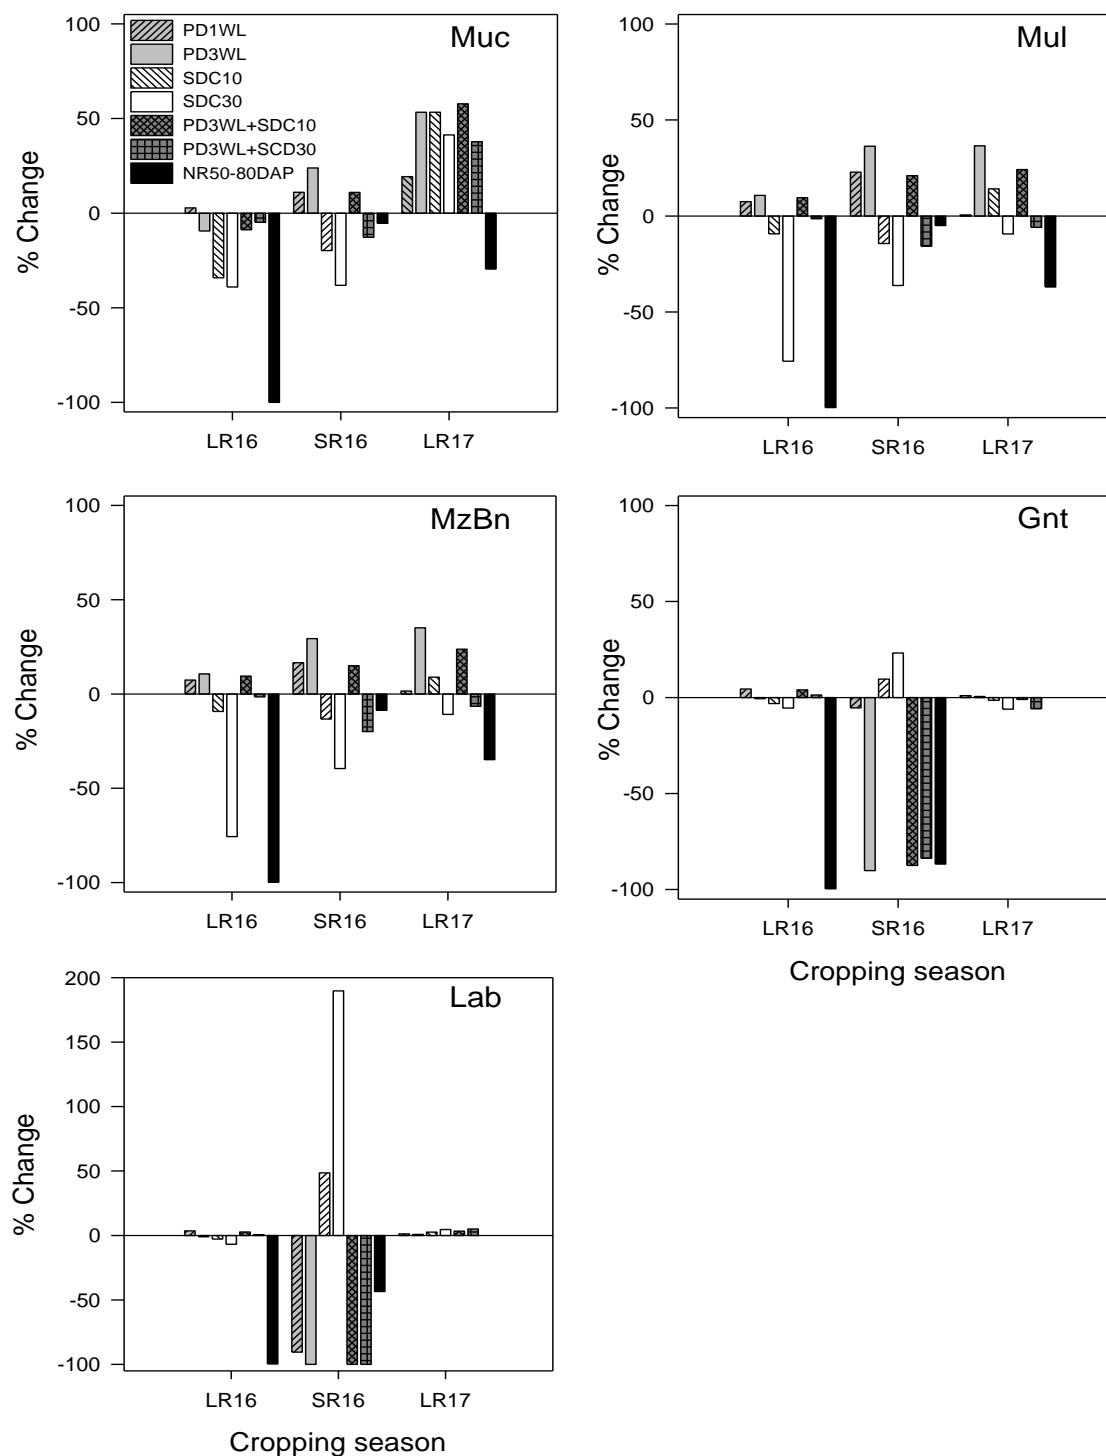 100
50
0
-50
-100
% Change
Muc
PD1WL
PD3WL
SDC10
SDC30
PD3WL+SDC10
PD3WL+SCD30
NR50-80DAP
LR16 SR16 LR17
100
50
0
-50
-100
% Change
Mul
LR16 SR16 LR17
100
50
0
-50
-100
% Change
MzBn
LR16 SR16 LR17
100
50
0
-50
-100
% Change
Gnt
LR16 SR16 LR17
Cropping season
200
150
100
50
0
-50
-100
% Change
Lab
LR16 SR16 LR17
Cropping season